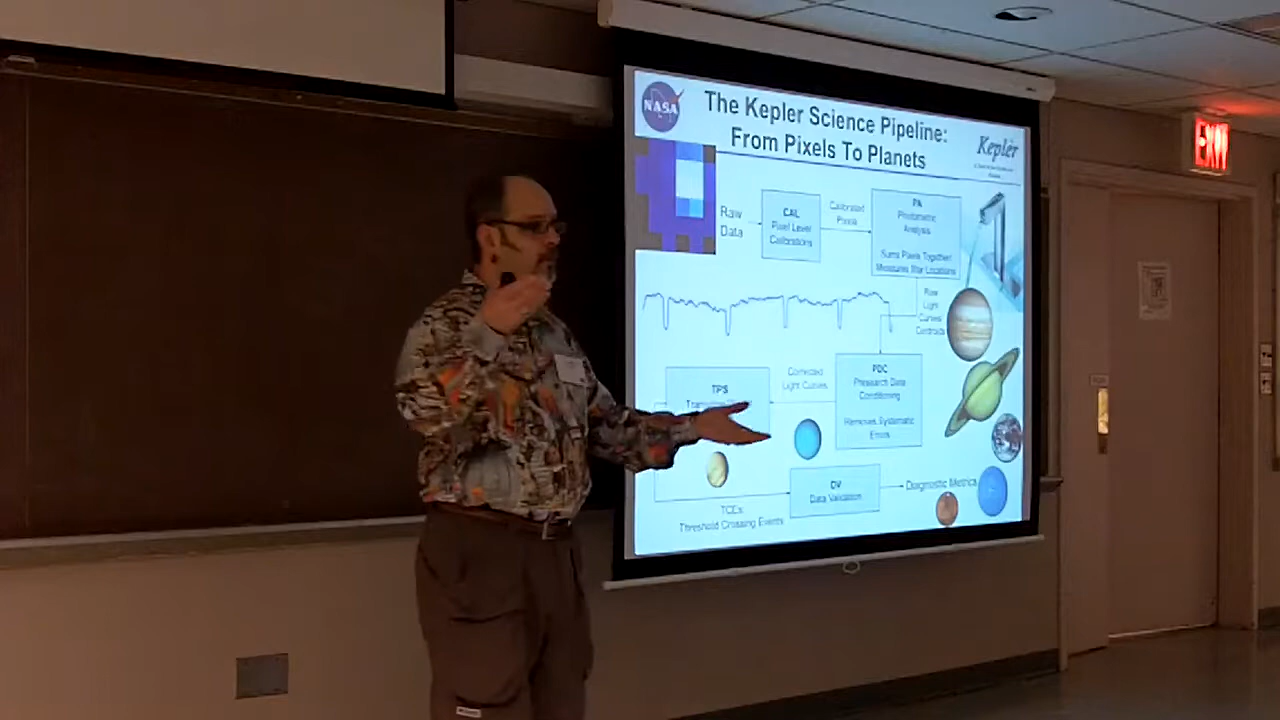 NASA
The Kepler Science Pipeline:
From Pixels To Planets
Kepler
Raw
Data
CAL
Pixel Level
Calibrations
Calibrated
Pixels
PA
Photometric
Analysis
Sums Pixels Together
Measures Star Locations
Raw
Light
Curves
Centroids
PDC
Presearch Data
Conditioning
Removes Systematic
Errors
Corrected
Light Curves
TPS
DV
Data Validation
Diagnostic Metrics
TCEs:
Threshold Crossing Events
EXIT